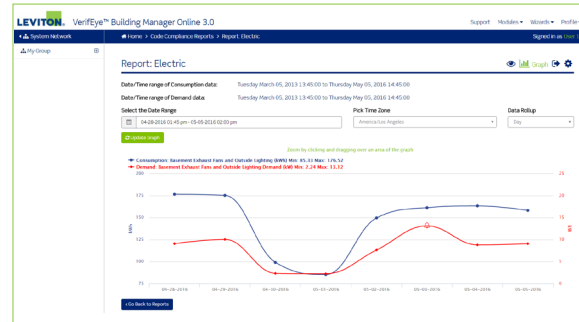 LEVITON. VerifEye™ Building Manager Online 3.0
Support Modules Wizards Profile
System Network
Home > Code Compliance Reports > Report: Electric
Signed in as User
My Group
Report: Electric
Graph
Date/Time range of Consumption data: Tuesday March 05, 2013 13:45:00 to Thursday May 05, 2016 14:45:00
Date/Time range of Demand data: Tuesday March 05, 2013 13:45:00 to Thursday May 05, 2016 14:45:00
Select the Date Range
Pick Time Zone
Data Rollup
04-28-2016 01:45 pm - 05-05-2016 02:00 pm
America/Los Angeles
Day
Update Graph
Zoom by clicking and dragging over an area of the graph
Consumption: Basement Exhaust Fans and Outside Lighting (kWh) Min: 85.33 Max: 176.52
Demand: Basement Exhaust Fans and Outside Lighting Demand (kW) Min: 2.24 Max: 13.12
200
25
175
20
150
15
kWh
kW
125
10
100
5
75
0
04-28-2016 04-29-2016 04-30-2016 05-01-2016 05-02-2016 05-03-2016 05-04-2016 05-05-2016
Go Back to Reports